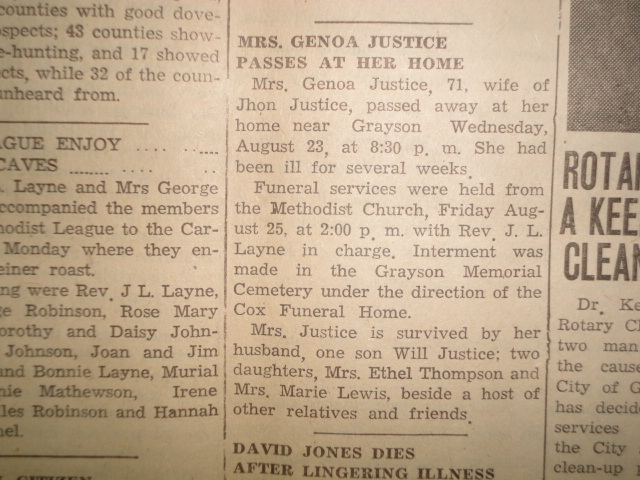 counties with good dove-
spects; 43 counties show-
e-hunting, and 17 showed
cts, while 32 of the coun-
unheard from.
AGUE ENJOY .... .....
CAVES ........ .... ..
. Layne and Mrs George
ccompanied the members
hodist League to the Car-
Monday where they en-
einer roast.
ng were Rev. J L. Layne,
ge Robinson, Rose Mary
orothy and Daisy John-
Johnson, Joan and Jim
and Bonnie Layne, Murial
nie Mathewson, Irene
les Robinson and Hannah
nel.
CITIZEN
MRS. GENOA JUSTICE
PASSES AT HER HOME
Mrs. Genoa Justice, 71, wife of
Jhon Justice, passed away at her
home near Grayson Wednesday,
August 23, at 8:30 p. m. She had
been ill for several weeks.
Funeral services were held from
the Methodist Church, Friday Aug-
ust 25, at 2:00 p. m. with Rev. J. L.
Layne in charge. Interment was
made in the Grayson Memorial
Cemetery under the direction of the
Cox Funeral Home.
Mrs. Justice is survived by her
husband, one son Will Justice; two
daughters, Mrs. Ethel Thompson and
Mrs. Marie Lewis, beside a host of
other relatives and friends.
DAVID JONES DIES
AFTER LINGERING ILLNESS
ROTAR
A KEE
CLEAN
Dr. Ke
Rotary Cl
two man
the cause
City of G
has decid
services
the City
clean-up